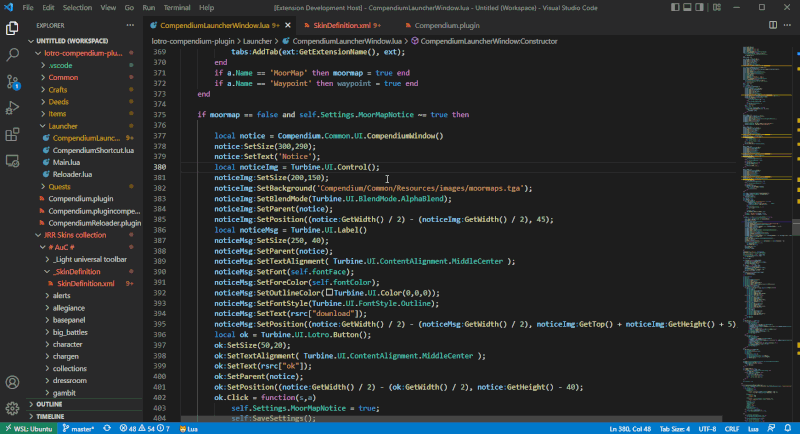 File Edit Selection View Go Run Terminal Help
[Extension Development Host] CompendiumLauncherWindow.lua - Untitled (Workspace) - Visual Studio Code
EXPLORER
CompendiumLauncherWindow.lua 9+
SkinDefinition.xml 9+
Compendium.plugin
lotro-compendium-plugin > Launcher > CompendiumLauncherWindow.lua > CompendiumLauncherWindow:Constructor
UNTITLED (WORKSPACE)
lotro-compendium-plu...
.vscode
Common
Crafts
Deeds
Items
Launcher
CompendiumLaunc... 9+
CompendiumShortcut.lua
Main.lua
Reloader.lua
Quests
Compendium.plugin
Compendium.plugincompe...
CompendiumReloader.plugin
JRR Skins collection
# AuC #
_Light universal toolbar
_SkinDefinition
SkinDefinition.xml 9+
alerts
allegiance
basepanel
big_battles
character
chargen
collections
dressroom
gambit
OUTLINE
TIMELINE
369 tabs:AddTab(ext:GetExtensionName(), ext);
370 end
371 if a.Name == 'MoorMap' then moormap = true end
372 if a.Name == 'Waypoint' then waypoint = true end
373 end
374
375 if moormap == false and self.Settings.MoorMapNotice ~= true then
376
377 local notice = Compendium.Common.UI.CompendiumWindow()
378 notice:SetSize(300,290);
379 notice:SetText('Notice');
380 local noticeImg = Turbine.UI.Control();
381 noticeImg:SetSize(200,150);
382 noticeImg:SetBackground('Compendium/Common/Resources/images/moormaps.tga');
383 noticeImg:SetBlendMode(Turbine.UI.BlendMode.AlphaBlend);
384 noticeImg:SetParent(notice);
385 noticeImg:SetPosition((notice:GetWidth() / 2) - (noticeImg:GetWidth() / 2), 45);
386 local noticeMsg = Turbine.UI.Label()
387 noticeMsg:SetSize(250, 40);
388 noticeMsg:SetParent(notice);
389 noticeMsg:SetTextAlignment( Turbine.UI.ContentAlignment.MiddleCenter );
390 noticeMsg:SetFont(self.fontFace);
391 noticeMsg:SetForeColor(self.fontColor);
392 noticeMsg:SetOutlineColor(Turbine.UI.Color(0,0,0));
393 noticeMsg:SetFontStyle(Turbine.UI.FontStyle.Outline);
394 noticeMsg:SetText(rsrc["download"]);
395 noticeMsg:SetPosition((notice:GetWidth() / 2) - (noticeMsg:GetWidth() / 2), noticeImg:GetTop() + noticeImg:GetHeight() + 5)
396 local ok = Turbine.UI.Lotro.Button();
397 ok:SetSize(50,20);
398 ok:SetTextAlignment( Turbine.UI.ContentAlignment.MiddleCenter );
399 ok:SetText(rsrc["ok"]);
400 ok:SetParent(notice);
401 ok:SetPosition((notice:GetWidth() / 2) - (ok:GetWidth() / 2), notice:GetHeight() - 40);
402 ok.Click = function(s,a)
403 self.Settings.MoorMapNotice = true;
404 self:SaveSettings();
WSL: Ubuntu master* 48 54 7 Lua
Ln 380, Col 48 Tab Size: 4 UTF-8 CRLF Lua